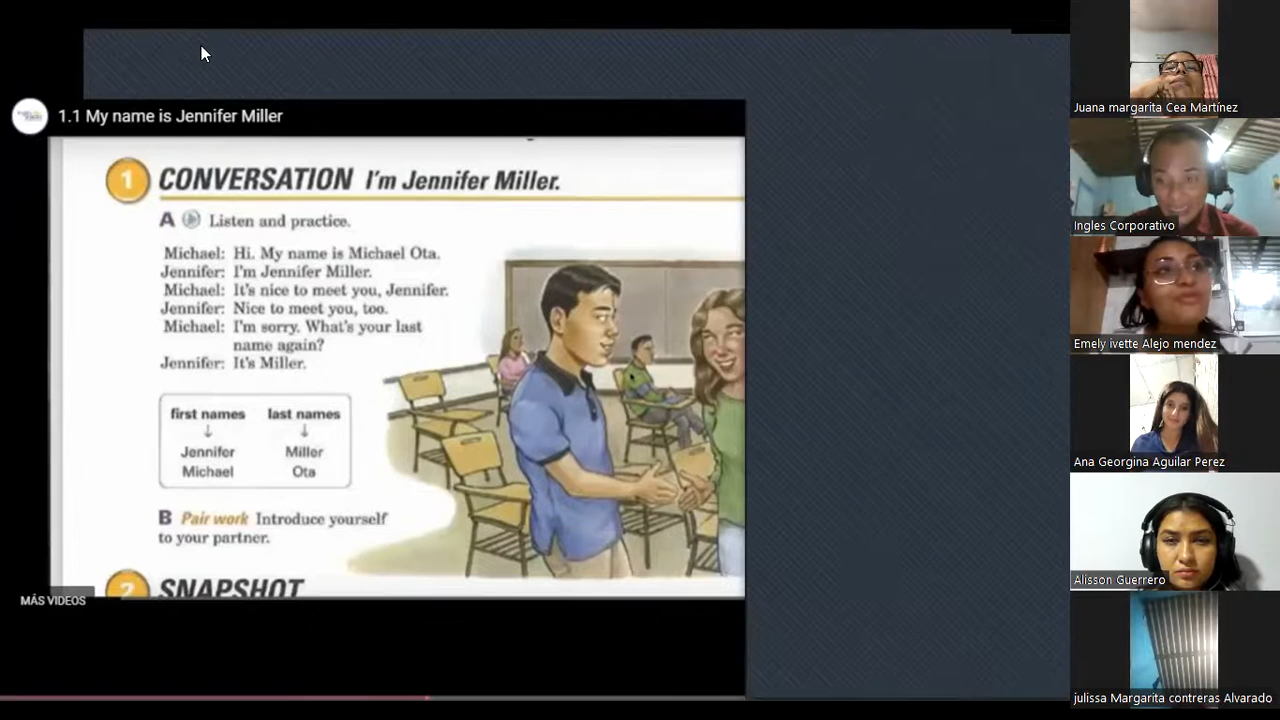 1.1 My name is Jennifer Miller
1 CONVERSATION I'm Jennifer Miller.
A Listen and practice.
Michael: Hi. My name is Michael Ota.
Jennifer: I'm Jennifer Miller.
Michael: It's nice to meet you, Jennifer.
Jennifer: Nice to meet you, too.
Michael: I'm sorry. What's your last
name again?
Jennifer: It's Miller.
first names last names
Jennifer Miller
Michael Ota
B Pair work Introduce yourself
to your partner.
2 SNAPSHOT
MÁS VIDEOS
Juana margarita Cea Martínez
Ingles Corporativo
Emely ivette Alejo mendez
Ana Georgina Aguilar Perez
Alisson Guerrero
julissa Margarita contreras Alvarado